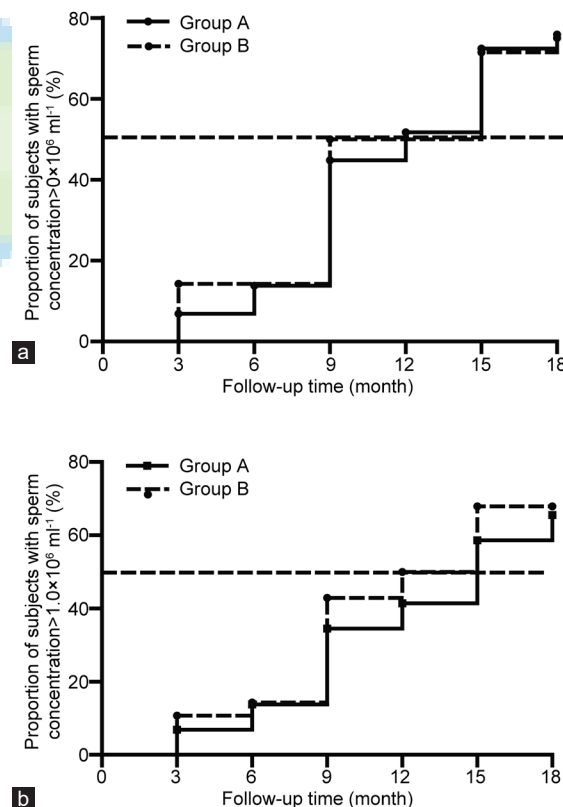 80
60
40
20
0
Proportion of subjects with sperm
concentration>0×10⁶ ml⁻¹ (%)
Group A
Group B
0 3 6 9 12 15 18
Follow-up time (month)
a
80
60
40
20
0
Proportion of subjects with sperm
concentration>1.0×10⁶ ml⁻¹ (%)
Group A
Group B
0 3 6 9 12 15 18
Follow-up time (month)
b